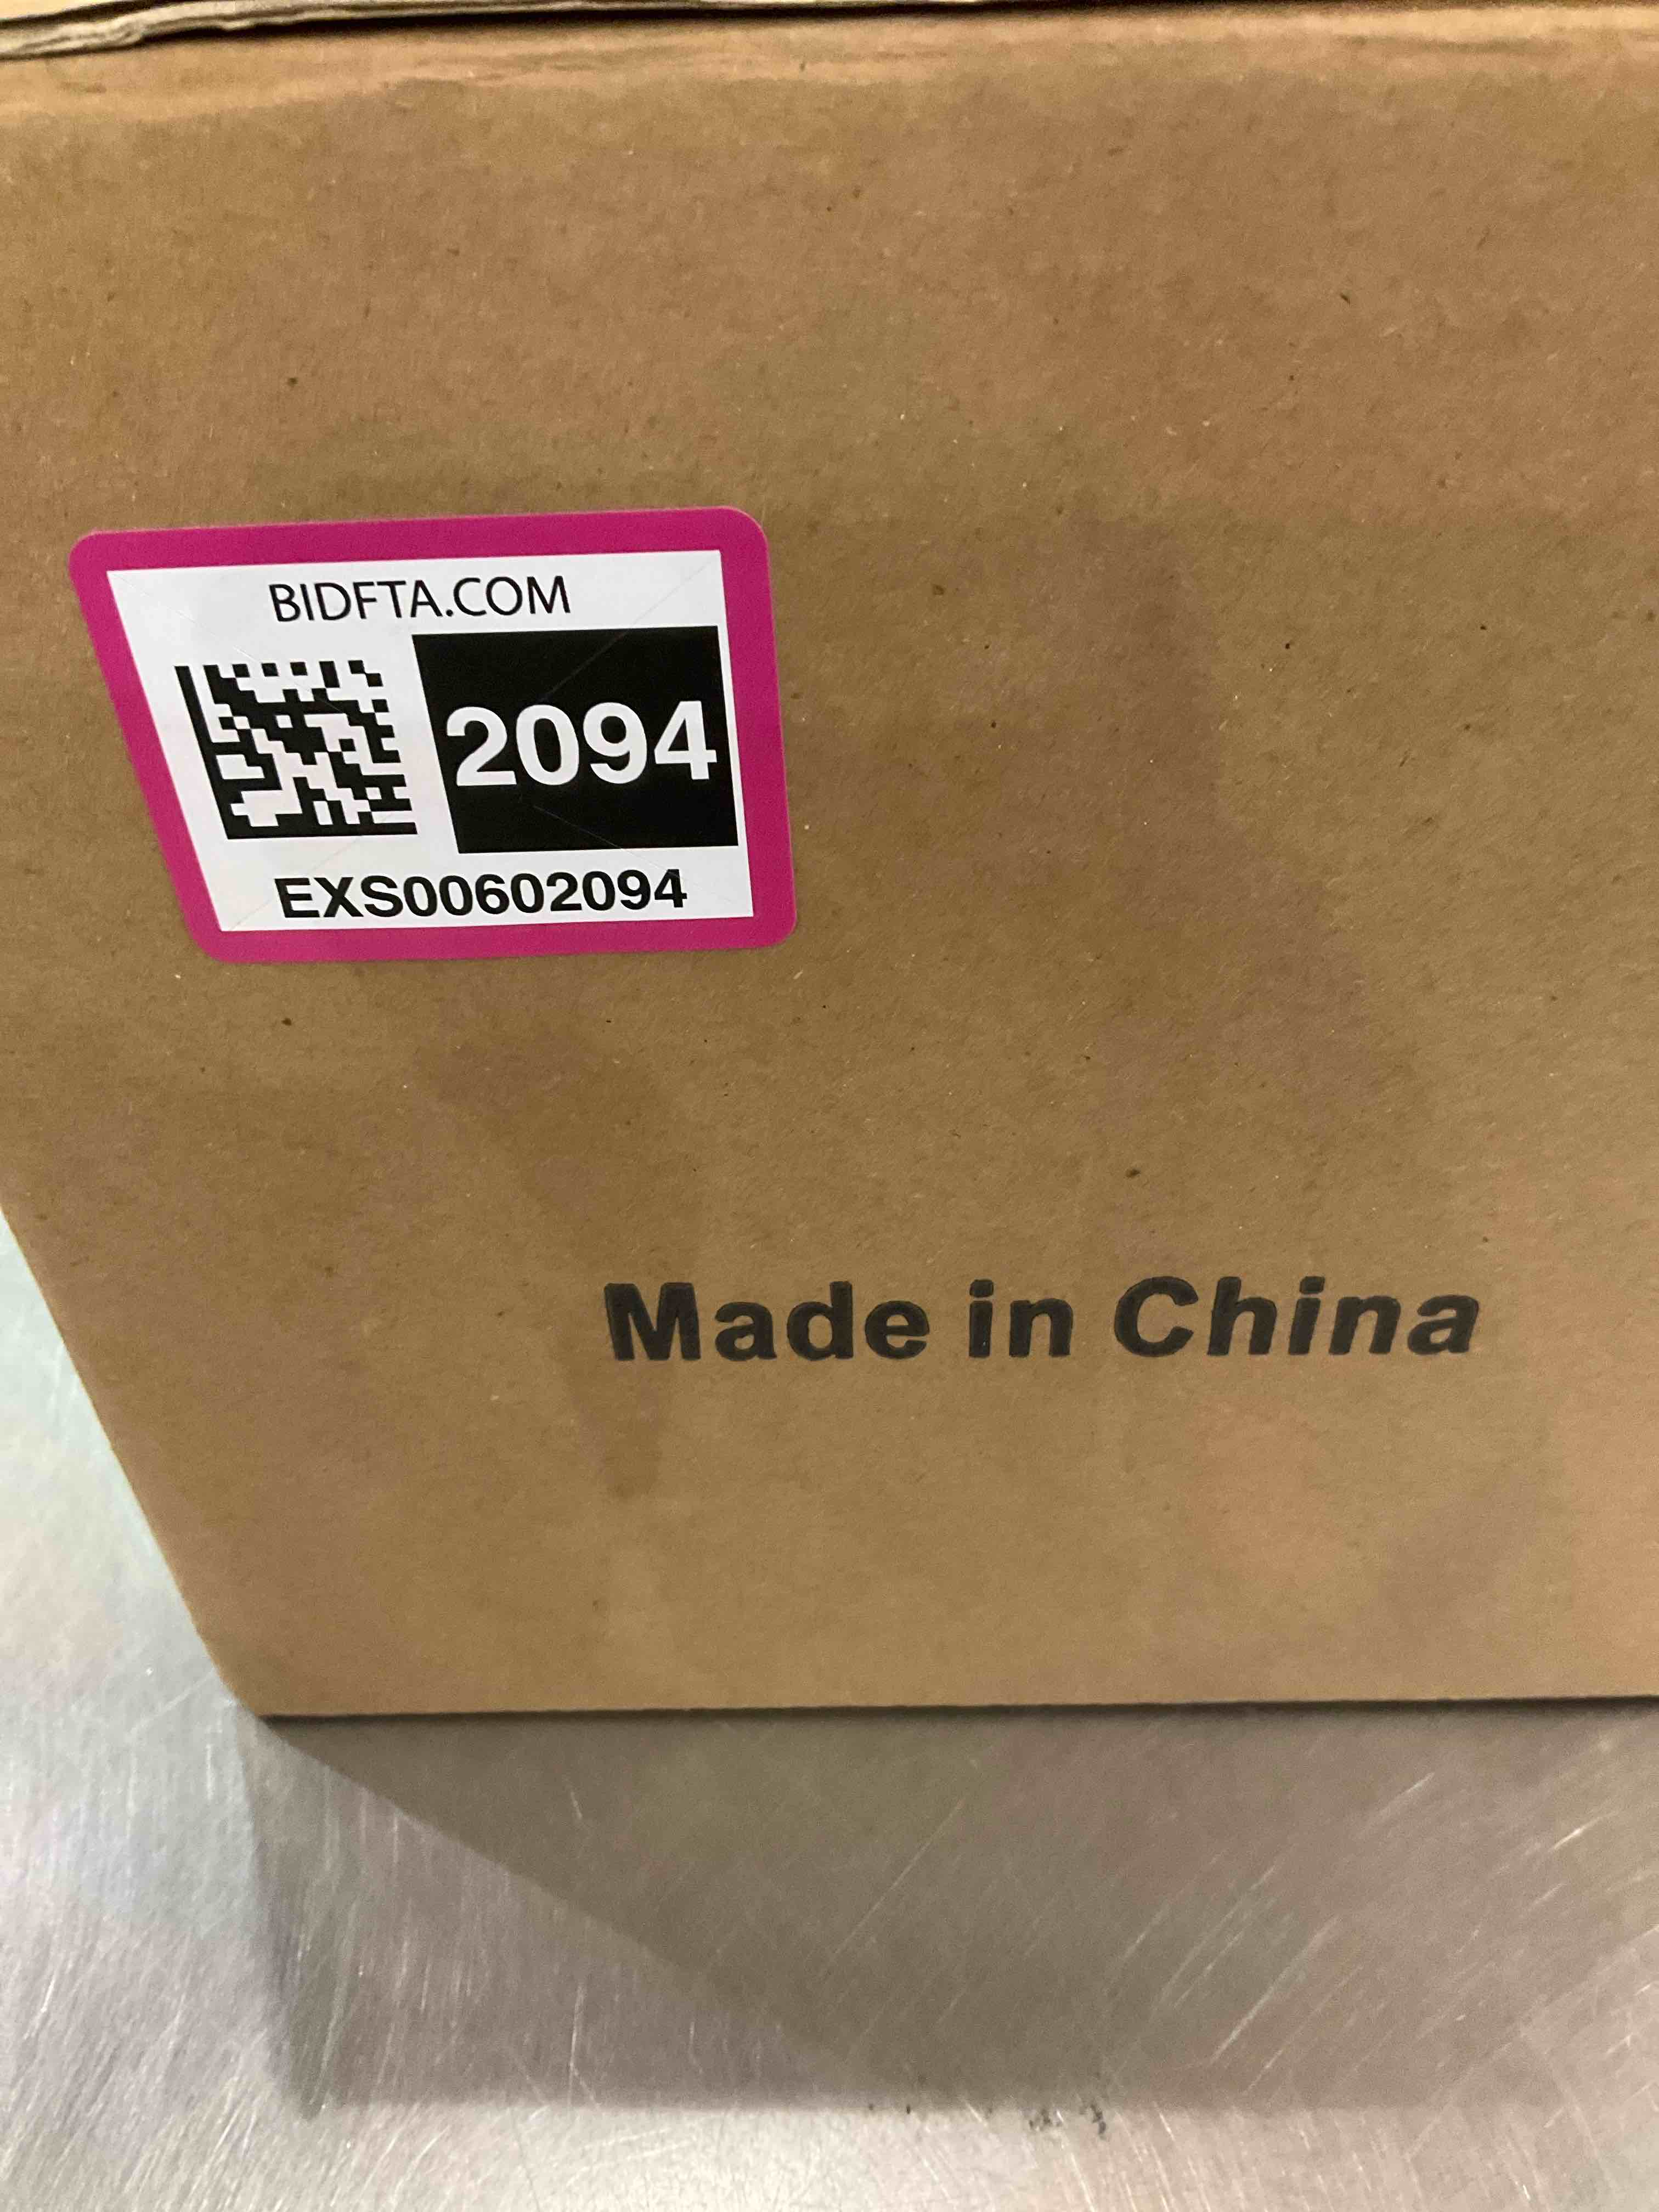 BIDFTA.COM
2094
EXS00602094
Made in China